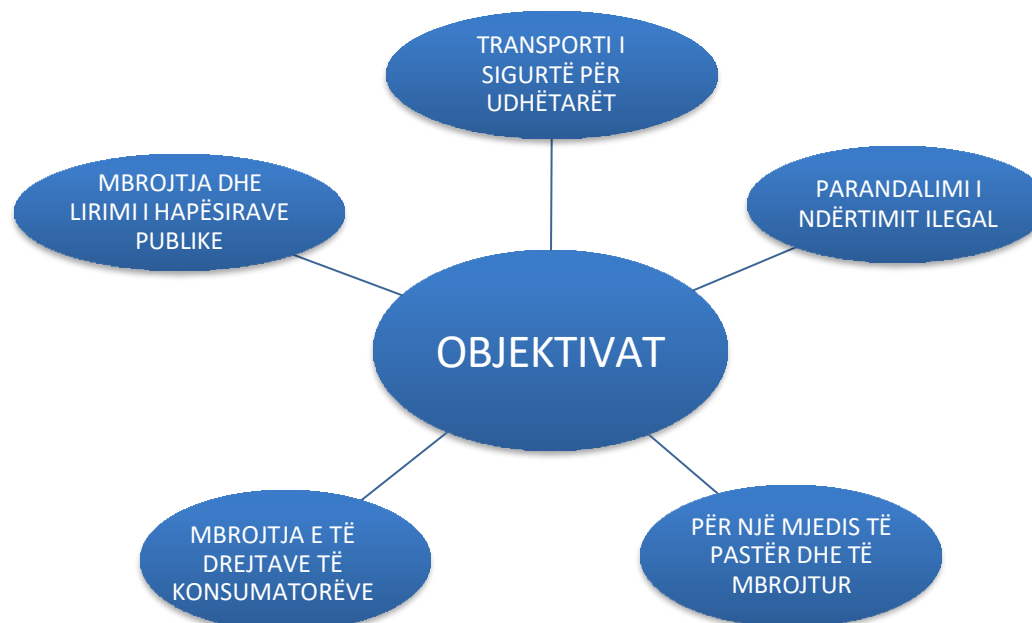 TRANSPORTI I
SIGURTË PËR
UDHËTARËT
MBROJTJA DHE
LIRIMI I HAPËSIRAVE
PUBLIKE
PARANDALIMI I
NDËRTIMIT ILEGAL
OBJEKTIVAT
MBROJTJA E TË
DREJTAVE TË
KONSUMATORËVE
PËR NJË MJEDIS TË
PASTËR DHE TË
MBROJTUR